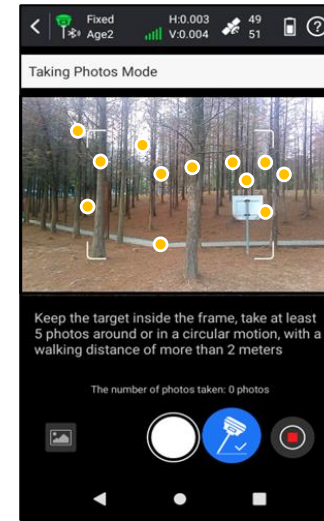 Fixed H:0.003 49
Age2 V:0.004 51 ?
Taking Photos Mode
Keep the target inside the frame, take at least
5 photos around or in a circular motion, with a
walking distance of more than 2 meters
The number of photos taken: 0 photos